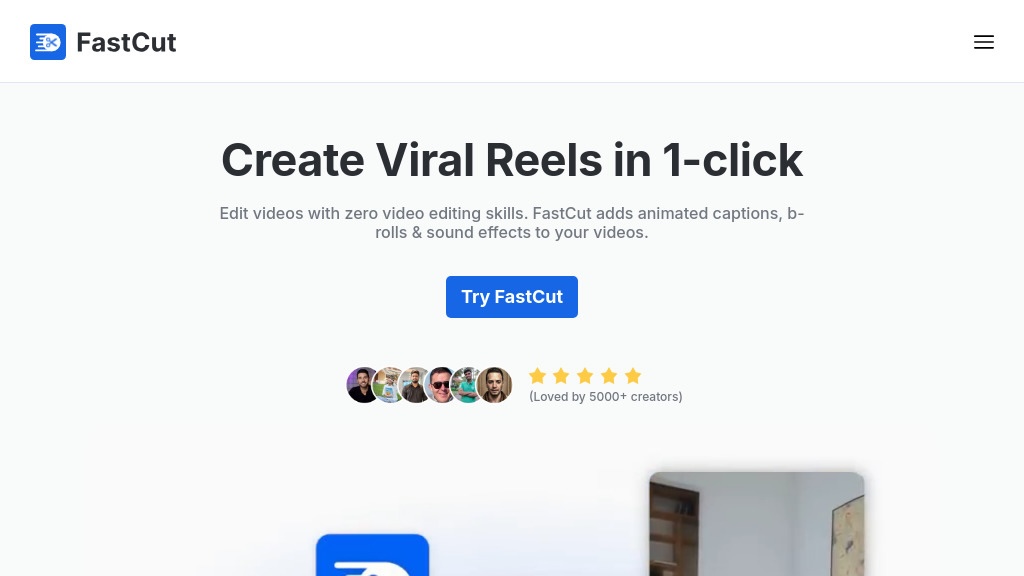 FastCut
Create Viral Reels in 1-click
Edit videos with zero video editing skills. FastCut adds animated captions, b-
rolls & sound effects to your videos.
Try FastCut
(Loved by 5000+ creators)